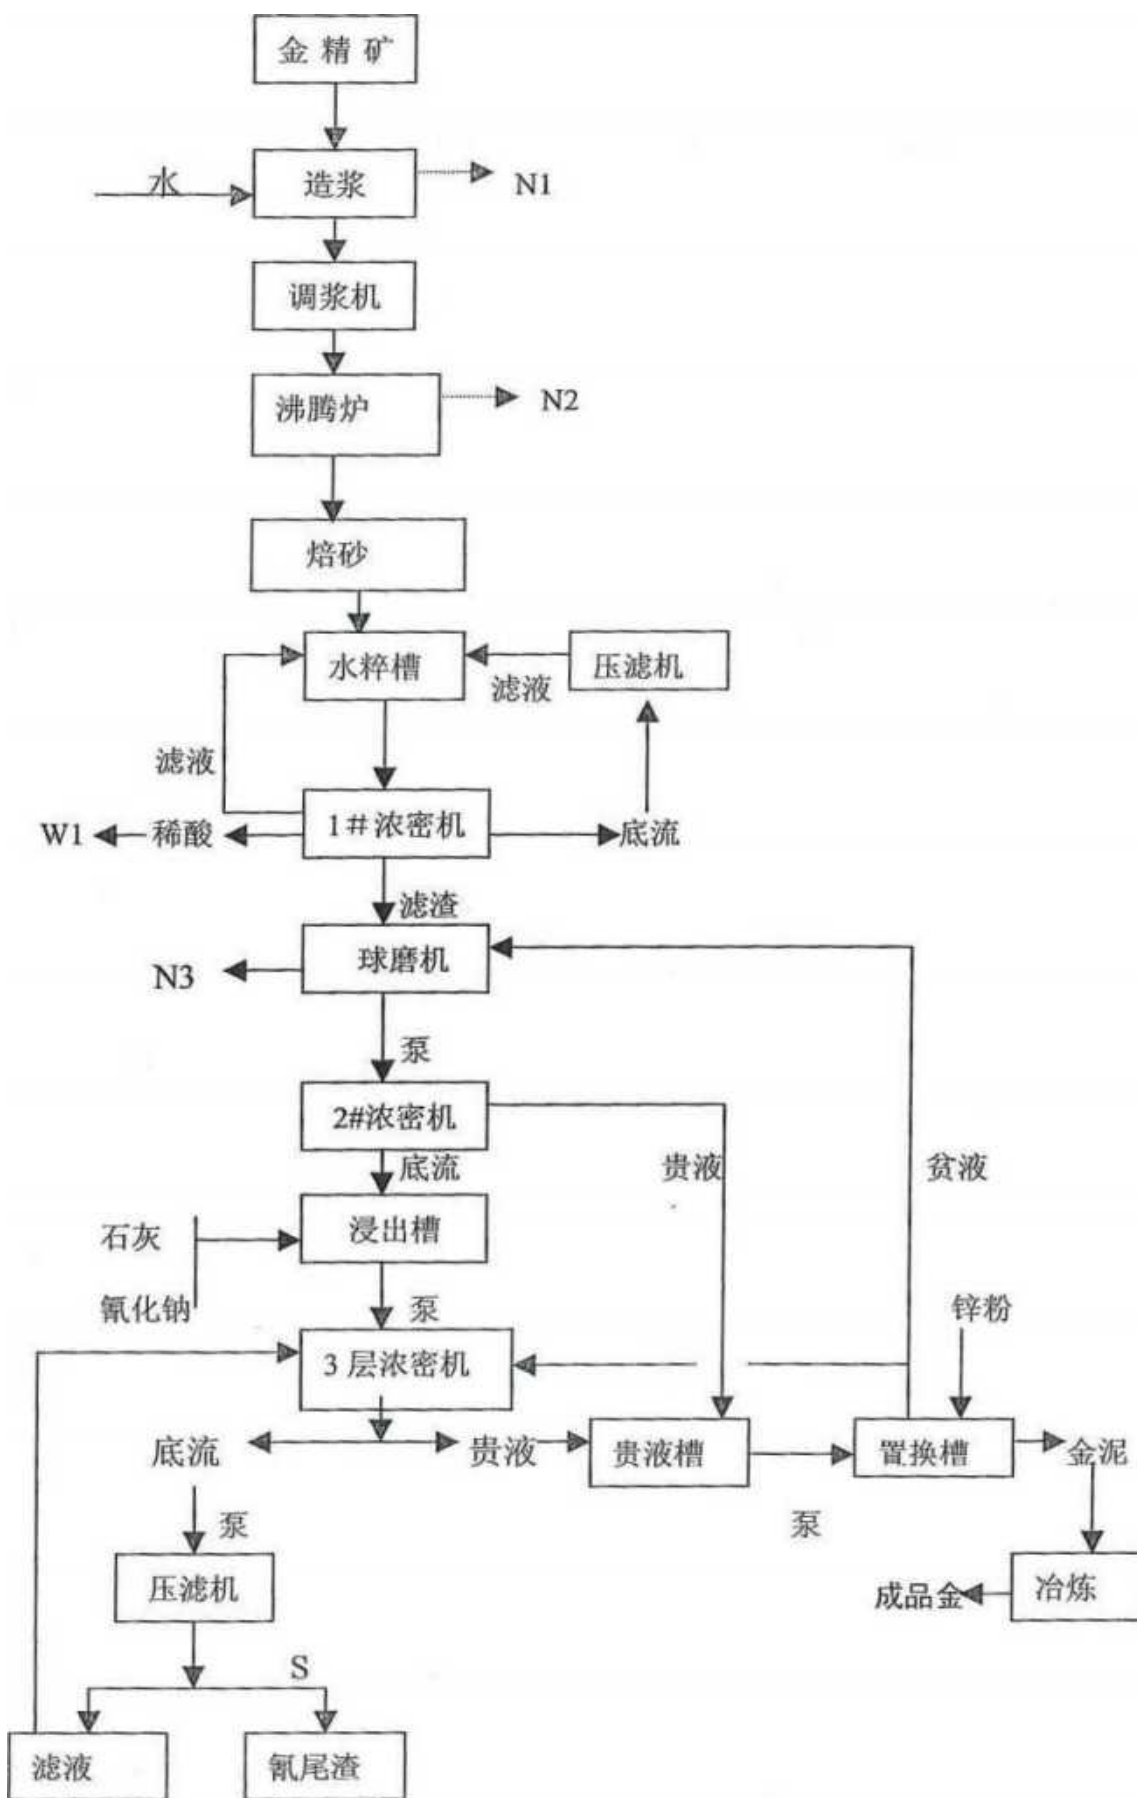 金精矿
水
造浆
N1
调浆机
沸腾炉
N2
焙砂
水粹槽
滤液
压滤机
滤液
W1
稀酸
1#浓密机
底流
滤渣
N3
球磨机
泵
2#浓密机
底流
贵液
贫液
石灰
浸出槽
氰化钠
泵
锌粉
3层浓密机
底流
贵液
贵液槽
置换槽
金泥
泵
泵
压滤机
成品金
冶炼
S
滤液
氰尾渣